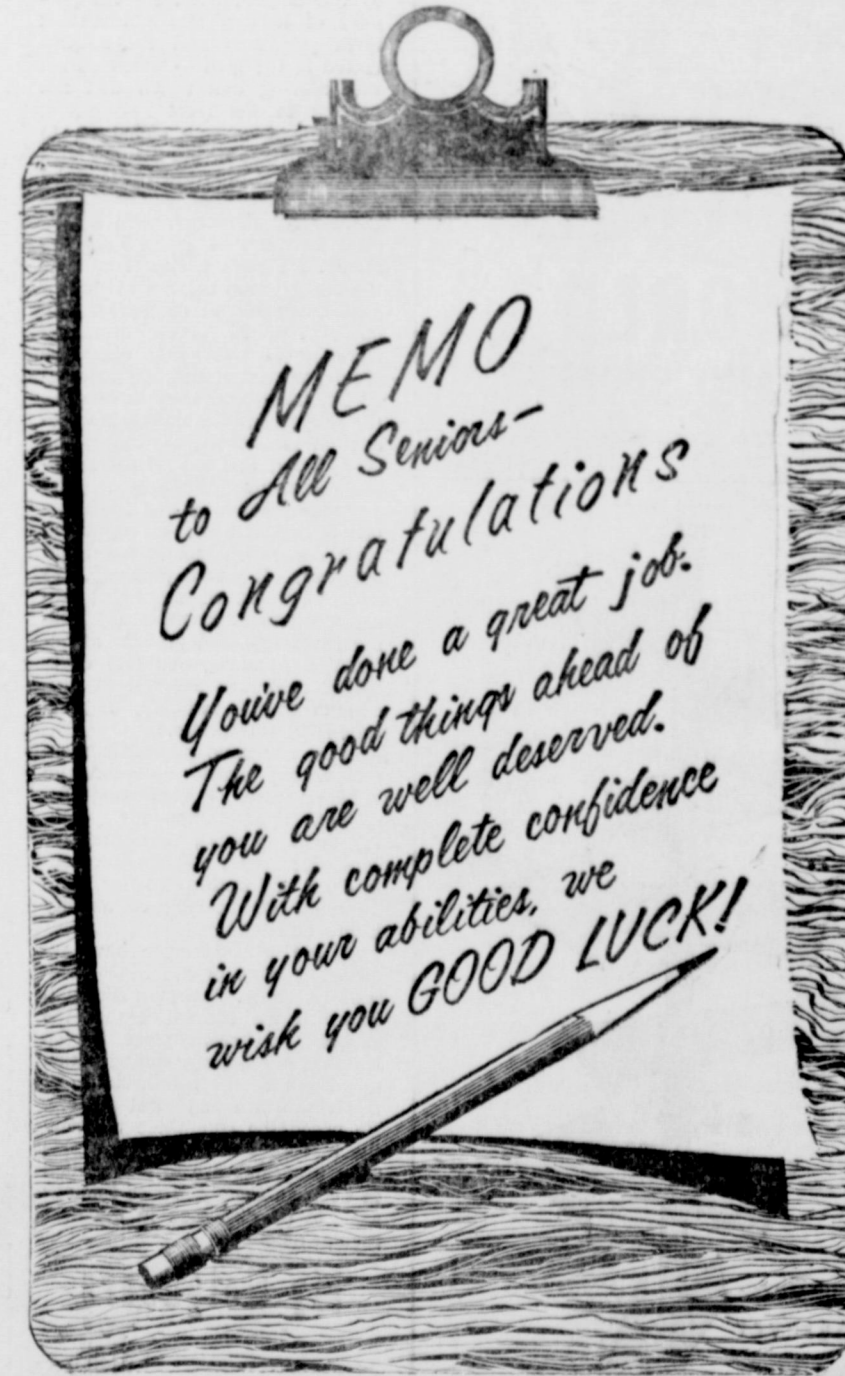 MEMO
to All Seniors—
Congratulations
You've done a great job.
The good things ahead of
you are well deserved.
With complete confidence
in your abilities, we
wish you GOOD LUCK!